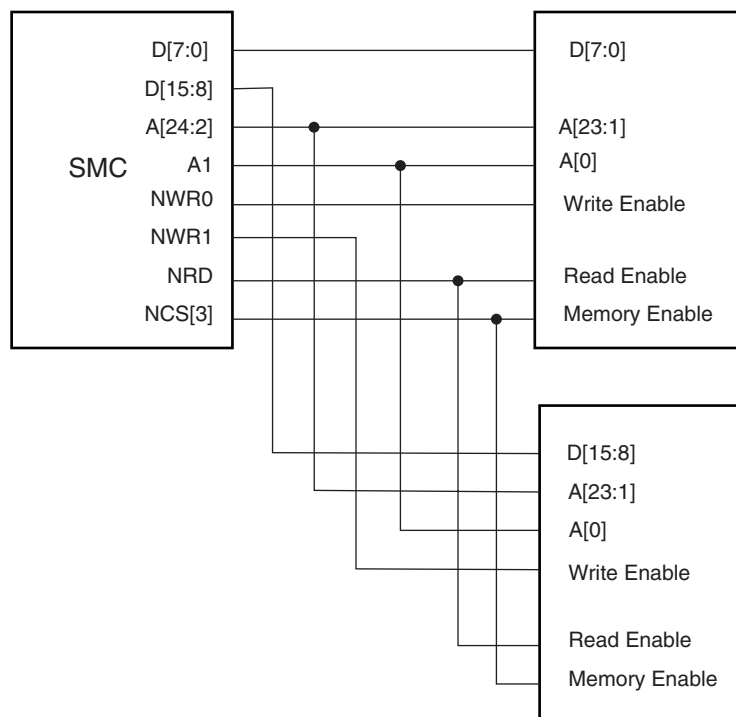 D[7:0]
D[15:8]
A[24:2]
SMC
A1
NWR0
NWR1
NRD
NCS[3]
D[7:0]
A[23:1]
A[0]
Write Enable
Read Enable
Memory Enable
D[15:8]
A[23:1]
A[0]
Write Enable
Read Enable
Memory Enable